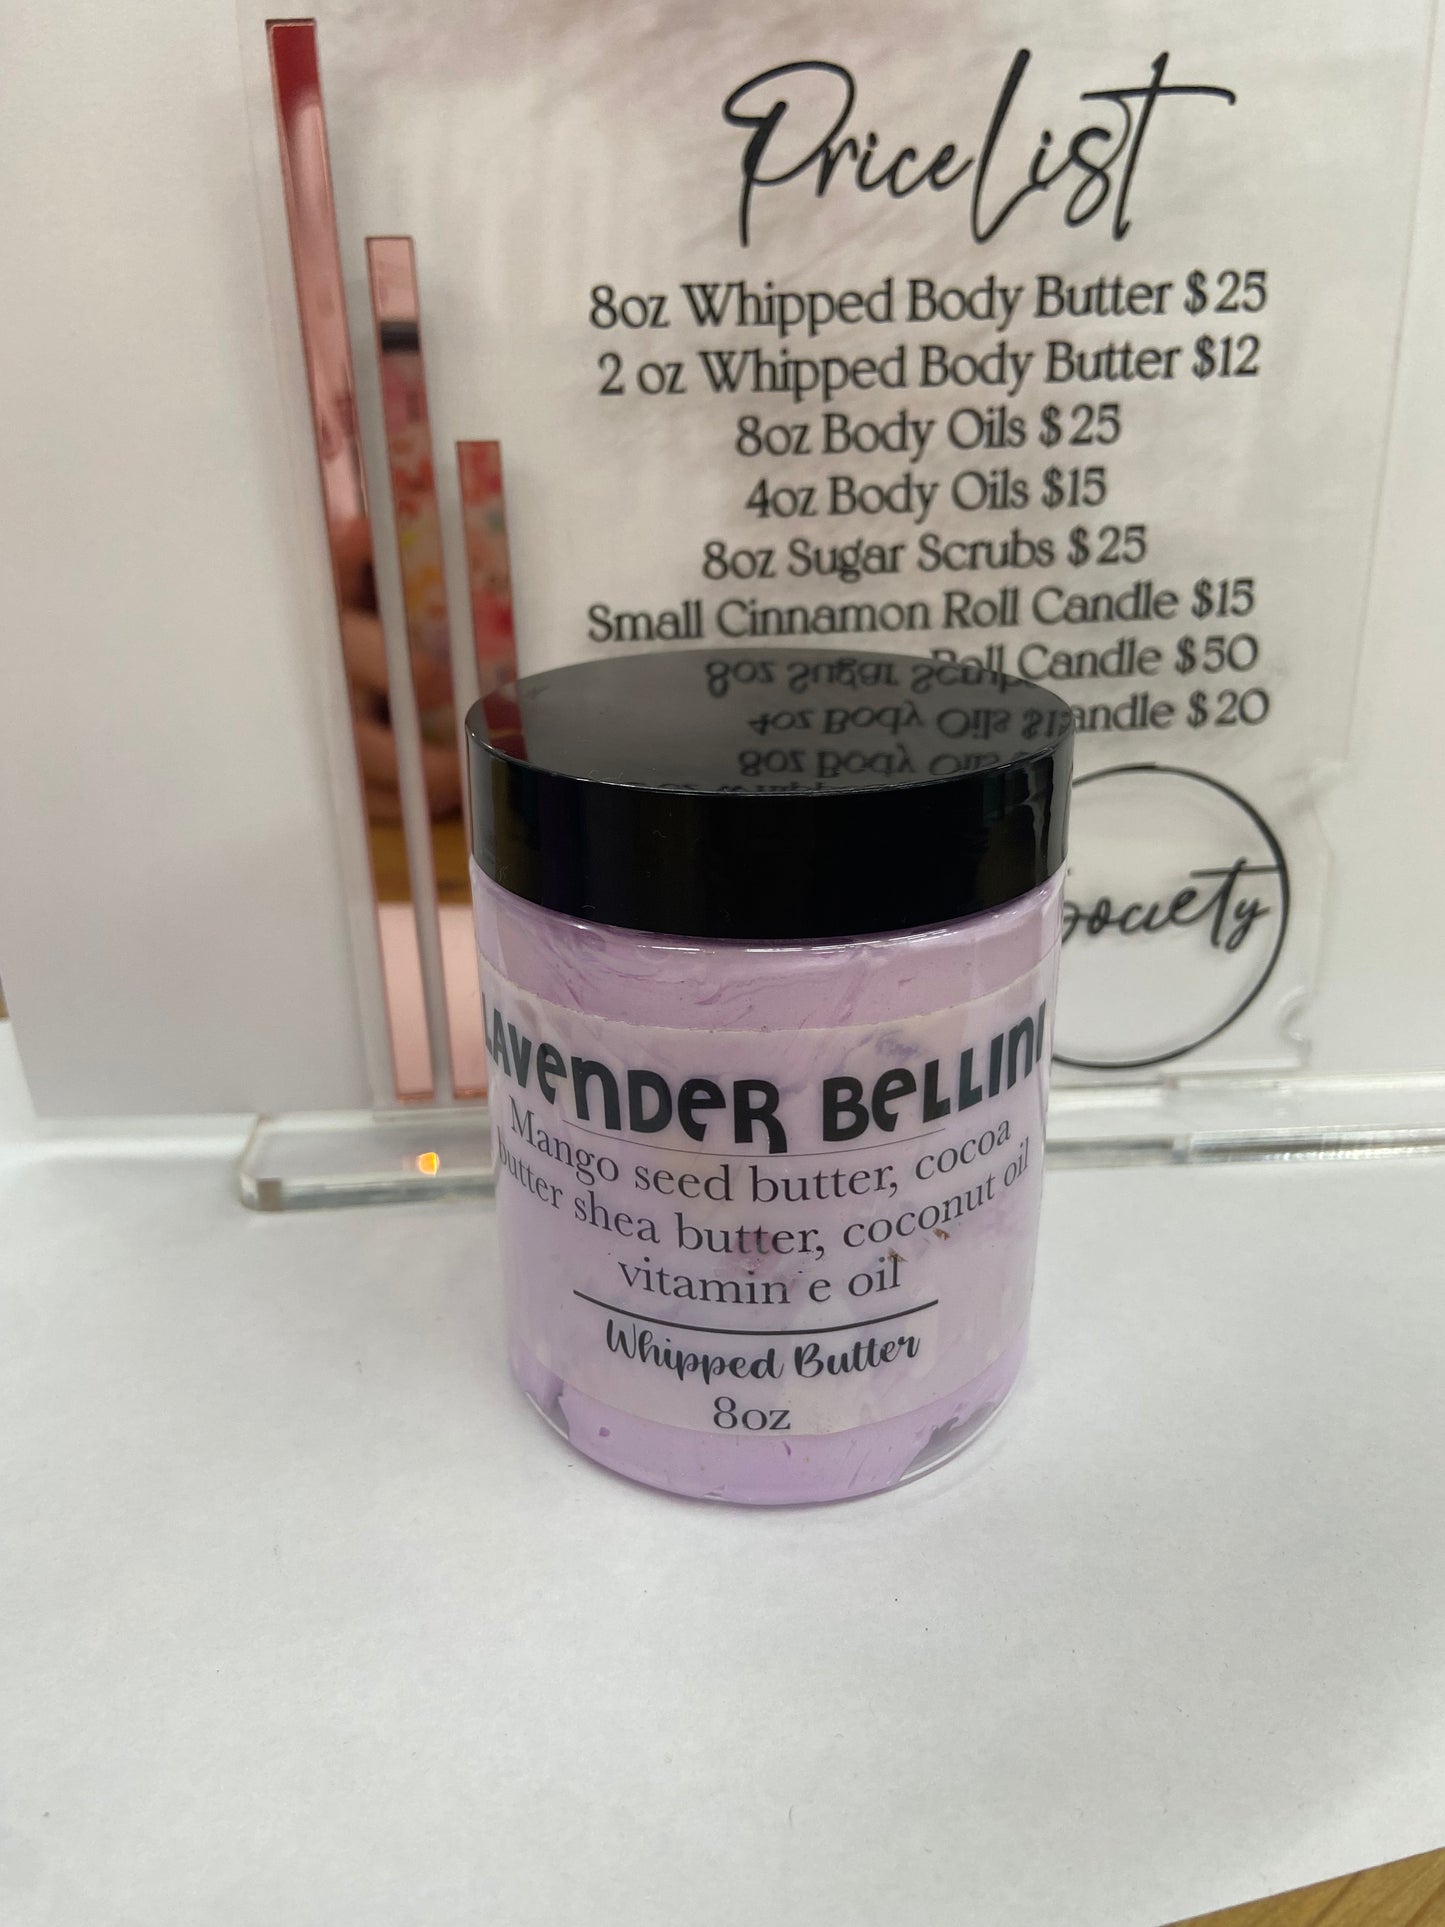 Price List
8oz Whipped Body Butter $25
2 oz Whipped Body Butter $12
8oz Body Oils $25
4oz Body Oils $15
8oz Sugar Scrubs $25
Small Cinnamon Roll Candle $15
Roll Candle $50
$20
Society
LAVENDER BELLINI
Mango seed butter, cocoa
butter shea butter, coconut oil
vitamin e oil
Whipped Butter
8oz